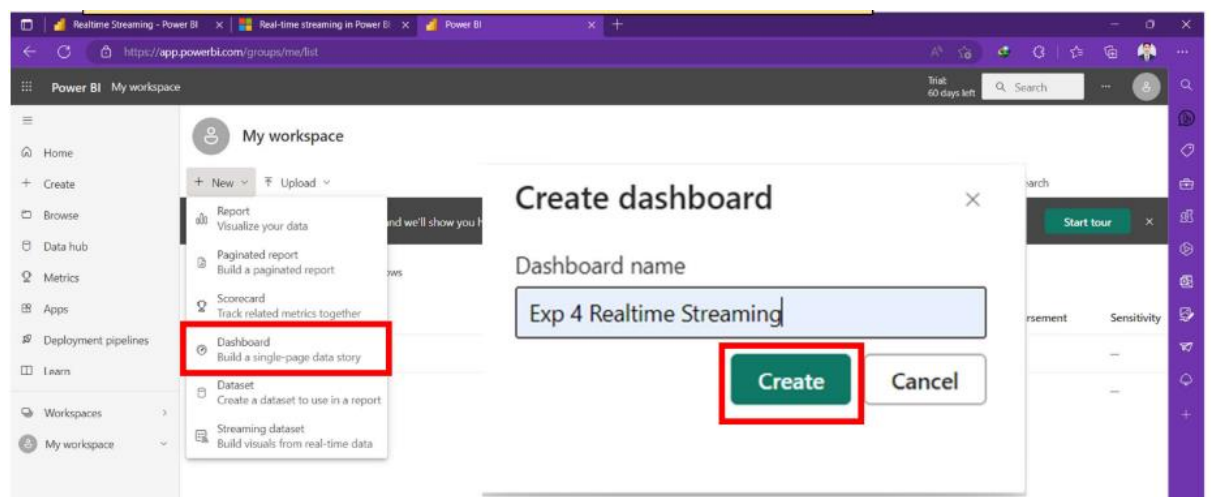 Realtime Streaming - Power BI
Real-time streaming in Power BI
Power BI
https://app.powerbi.com/groups/me/list
Power BI My workspace
Trial:
60 days left
Search
My workspace
Home
Create
Browse
Data hub
Metrics
Apps
Deployment pipelines
Learn
Workspaces
My workspace
+ New
Upload
Report
Visualize your data
Paginated report
Build a paginated report
Scorecard
Track related metrics together
Dashboard
Build a single-page data story
Dataset
Create a dataset to use in a report
Streaming dataset
Build visuals from real-time data
nd we'll show you h
ows
Create dashboard
Dashboard name
Exp 4 Realtime Streaming
Create
Cancel
earch
Start tour
rsement
Sensitivity
—
—